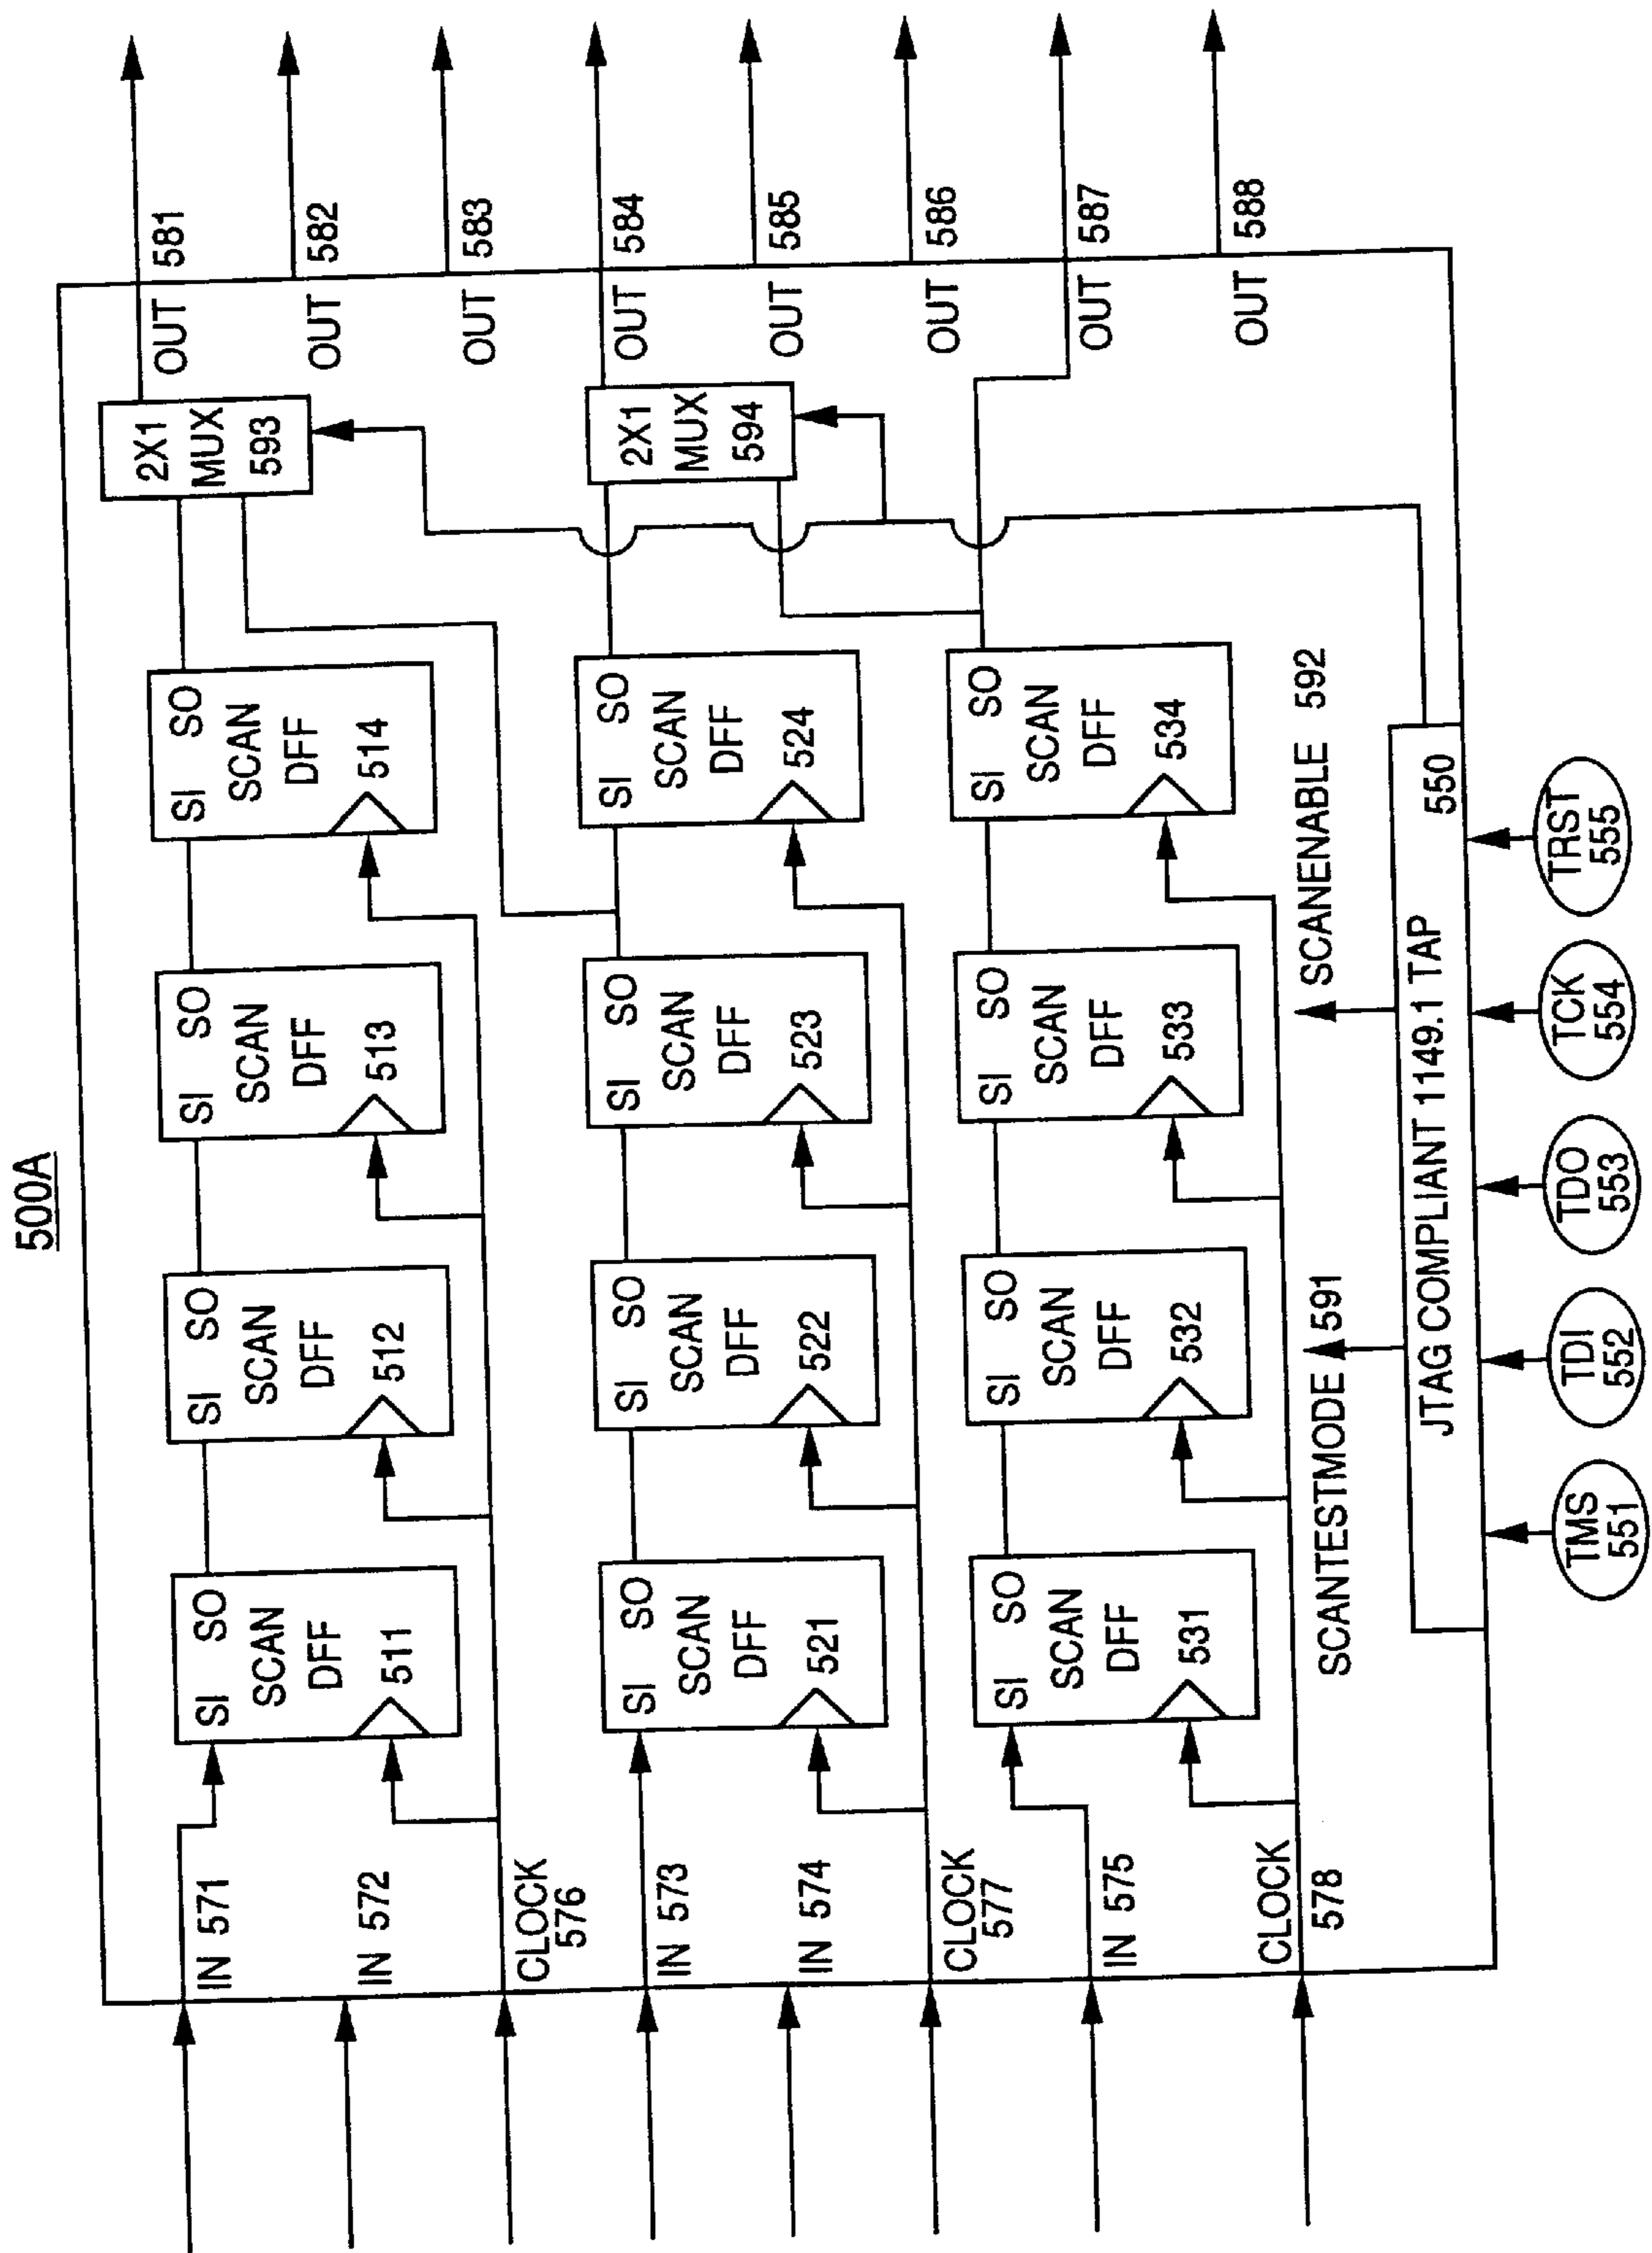 500A
IN 571
IN 572
CLOCK
576
IN 573
IN 574
CLOCK
577
IN 575
CLOCK
578
SI SO
SCAN
DFF
511
SI SO
SCAN
DFF
512
SI SO
SCAN
DFF
513
SI SO
SCAN
DFF
514
2X1
MUX
593
SI SO
SCAN
DFF
521
SI SO
SCAN
DFF
522
SI SO
SCAN
DFF
523
SI SO
SCAN
DFF
524
2X1
MUX
594
SI SO
SCAN
DFF
531
SI SO
SCAN
DFF
532
SI SO
SCAN
DFF
533
SI SO
SCAN
DFF
534
OUT 581
OUT 582
OUT 583
OUT 584
OUT 585
OUT 586
OUT 587
OUT 588
SCANTESTMODE 591
SCANENABLE 592
JTAG COMPLIANT 1149.1 TAP 550
TMS
551
TDI
552
TDO
553
TCK
554
TRST
555